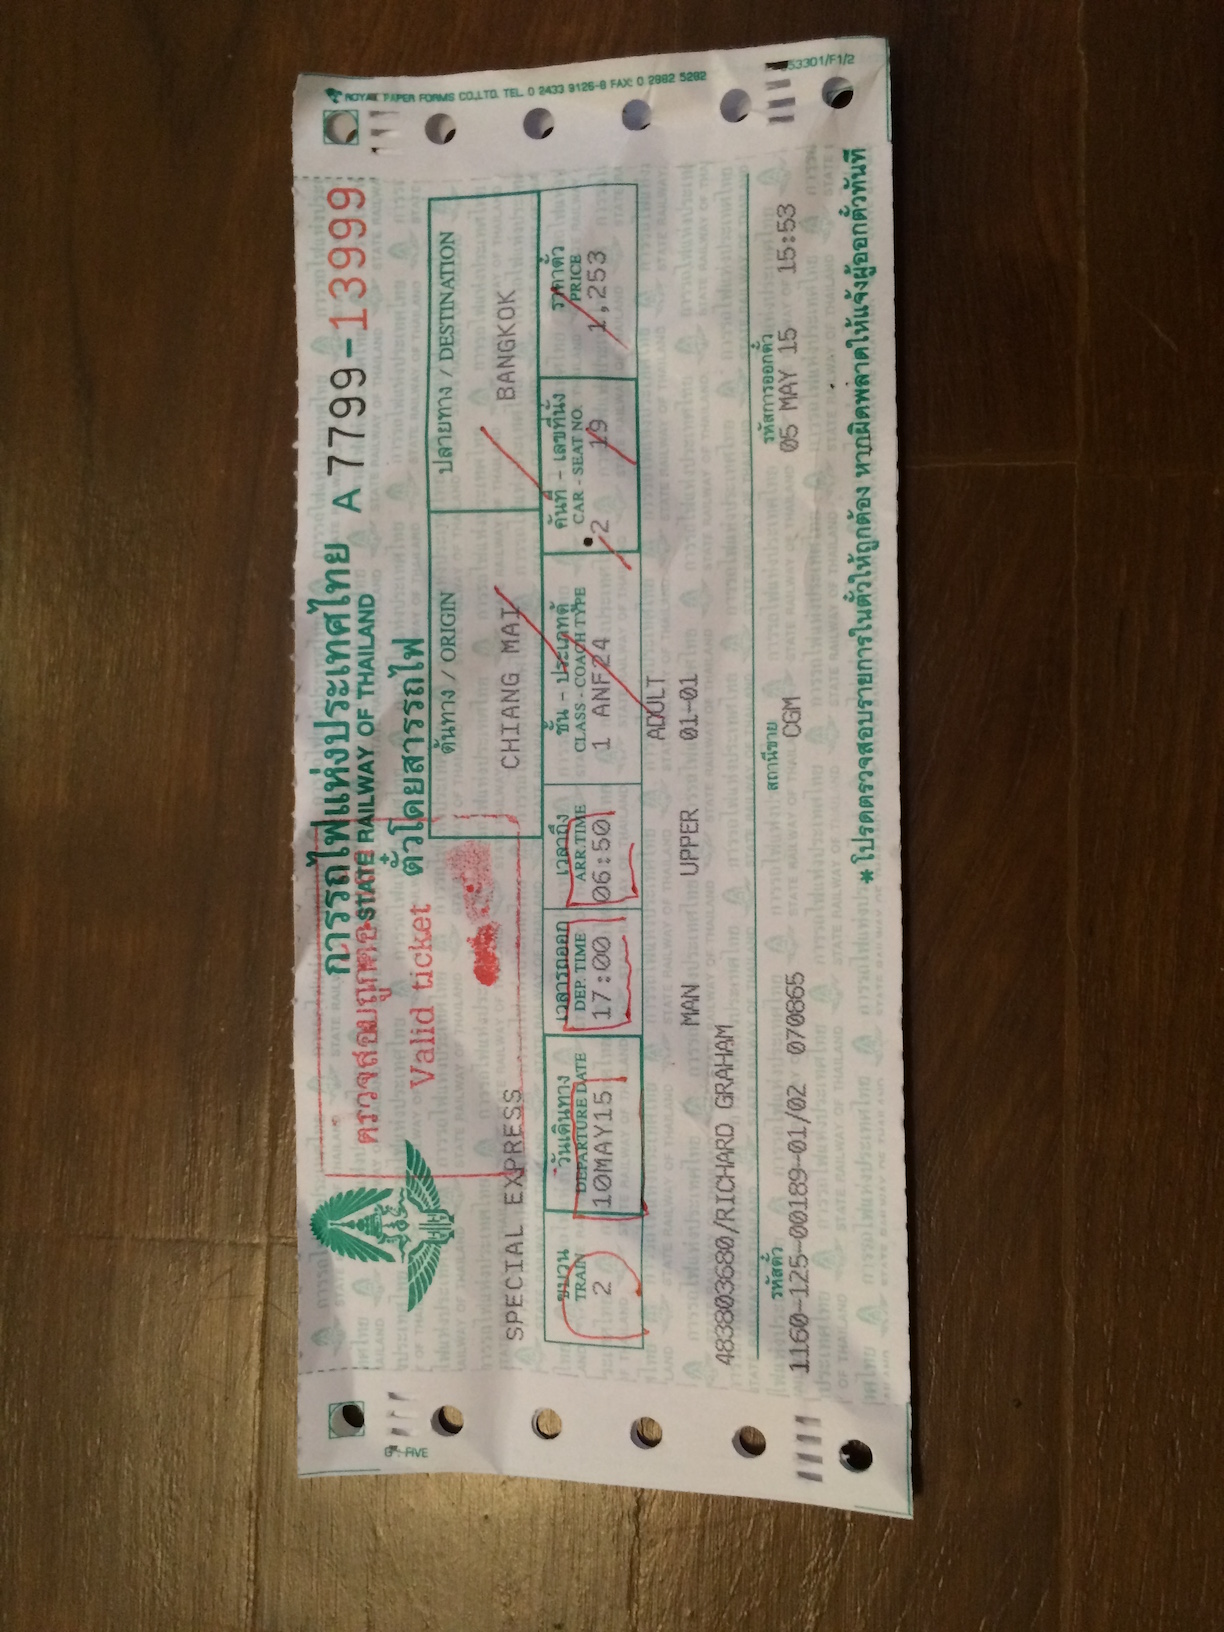 ROYAL PAPER FORMS CO.,LTD. TEL. 0 2433 9126-8 FAX: 0 2882 5292
53301/F1/2
การรถไฟแห่งประเทศไทย A7799-13999
STATE RAILWAY OF THAILAND
ตั๋วโดยสารรถไฟ
ตรวจสอบถูกต้อง
Valid ticket
ต้นทาง / ORIGIN ปลายทาง / DESTINATION
SPECIAL EXPRESS CHIANG MAI BANGKOK
ขบวน วันเดินทาง เวลารถออก เวลาถึง ชั้น - ประเภทตู้ คันที่ - เลขที่นั่ง ราคาตั๋ว
TRAIN DEPARTURE DATE DEP. TIME ARR.TIME CLASS - COACH TYPE CAR - SEAT NO. PRICE
2 10MAY15 17:00 06:50 1 ANF24 2 19 1,253
ADULT
MAN UPPER 01-01
483803680/RICHARD GRAHAM
รหัสตั๋ว สถานีขาย รหัสการออกตั๋ว
1160-125-00189-01/02 070865 CGM 05 MAY 15 15:53
*โปรดตรวจสอบรายการในตั๋วให้ถูกต้อง หากผิดพลาดให้แจ้งผู้ออกตั๋วทันที